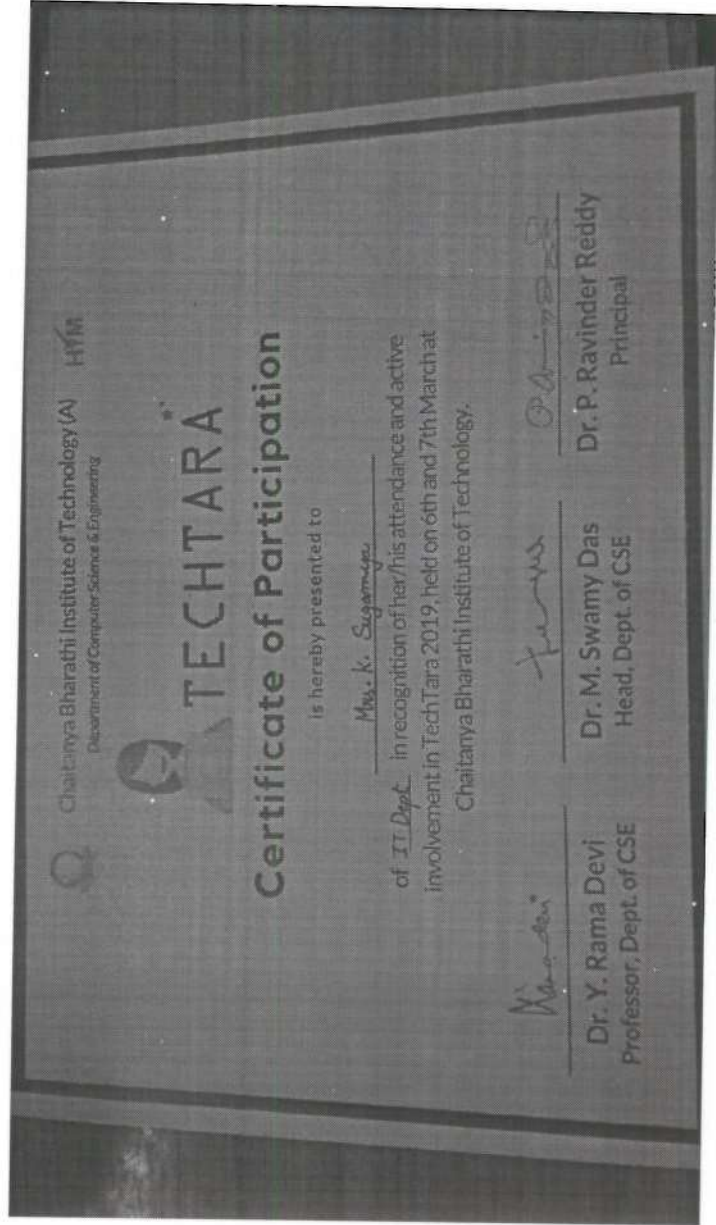 Chaitanya Bharathi Institute of Technology (A)
Department of Computer Science & Engineering
TECHTARA
Certificate of Participation
is hereby presented to
Mrs. K. Sugamya
of IT Dept. in recognition of her/his attendance and active
involvement in TechTara 2019, held on 6th and 7th March at
Chaitanya Bharathi Institute of Technology.
Dr. Y. Rama Devi
Professor, Dept. of CSE
Dr. M. Swamy Das
Head, Dept. of CSE
Dr. P. Ravinder Reddy
Principal